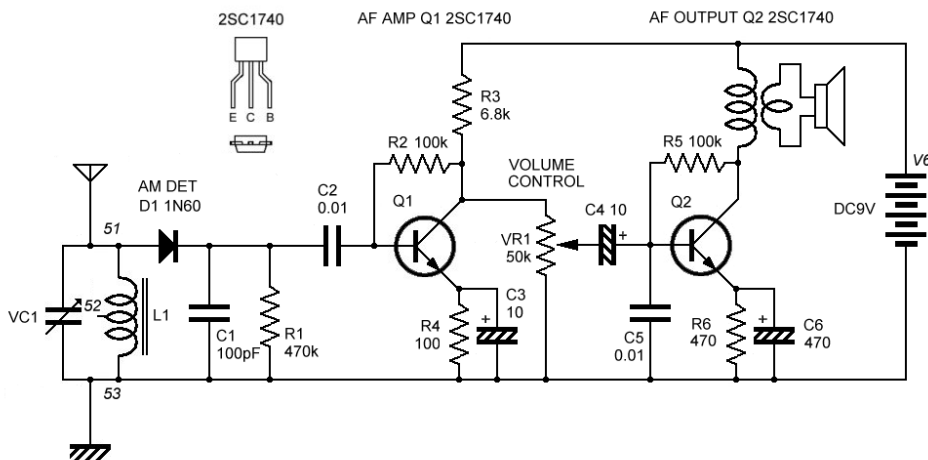 2SC1740
AF AMP Q1 2SC1740
AF OUTPUT Q2 2SC1740
E C B
R3
6.8k
R2 100k
R5 100k
VOLUME
CONTROL
V6
AM DET
D1 1N60
C2
0.01
Q1
C4 10
+
Q2
DC9V
51
VR1
50k
52
VC1
L1
C1
100pF
R1
470k
R4
100
+
C3
10
C5
0.01
R6
470
+
C6
470
53